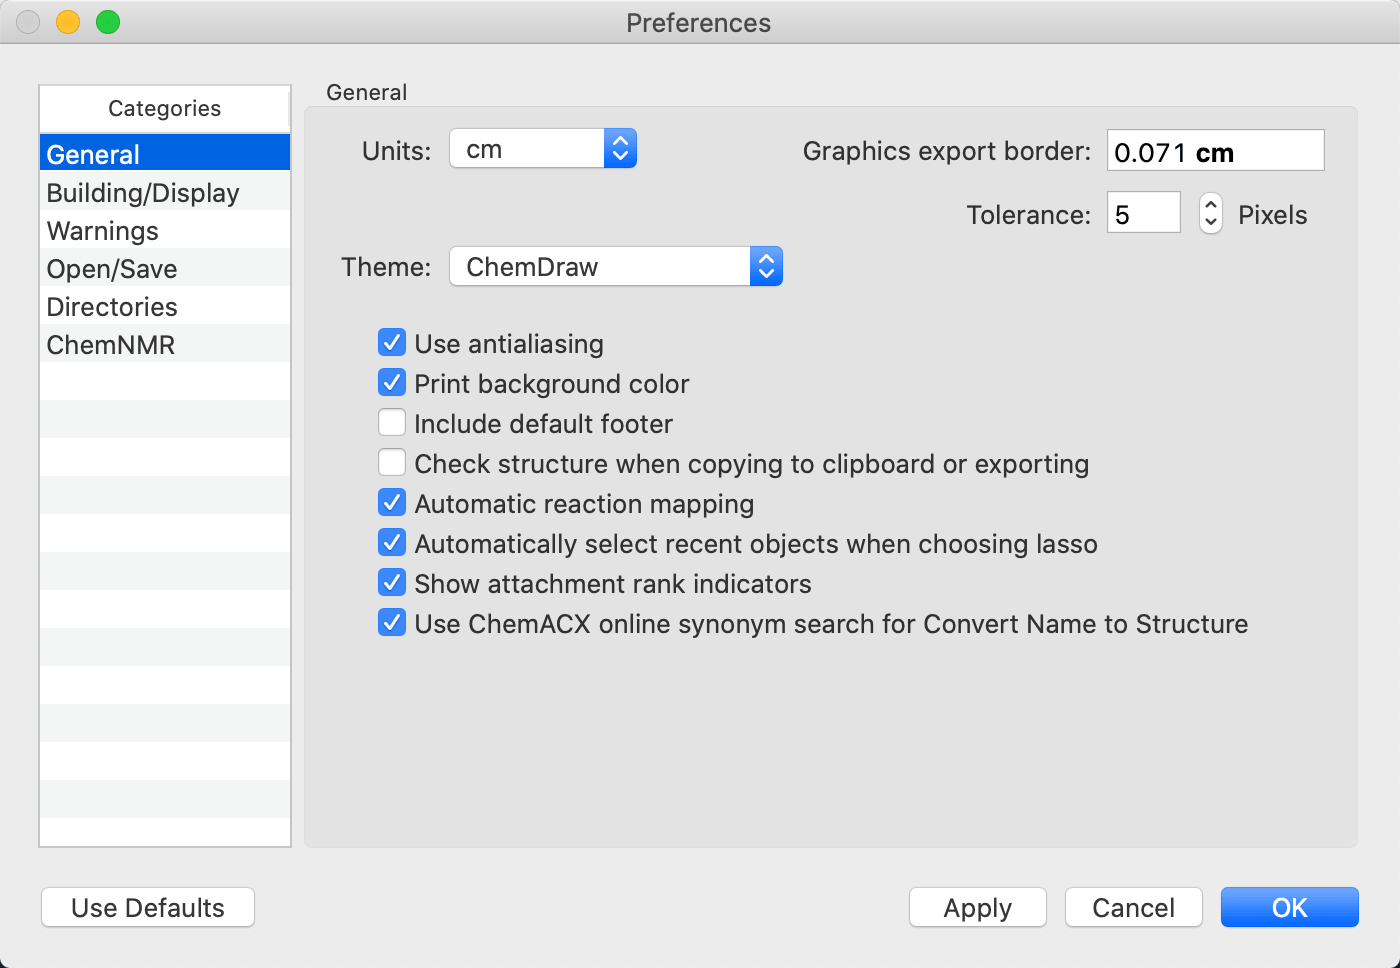 Preferences
Categories
General
Building/Display
Warnings
Open/Save
Directories
ChemNMR
General
Units: cm
Graphics export border: 0.071 cm
Tolerance: 5 Pixels
Theme: ChemDraw
Use antialiasing
Print background color
Include default footer
Check structure when copying to clipboard or exporting
Automatic reaction mapping
Automatically select recent objects when choosing lasso
Show attachment rank indicators
Use ChemACX online synonym search for Convert Name to Structure
Use Defaults
Apply
Cancel
OK